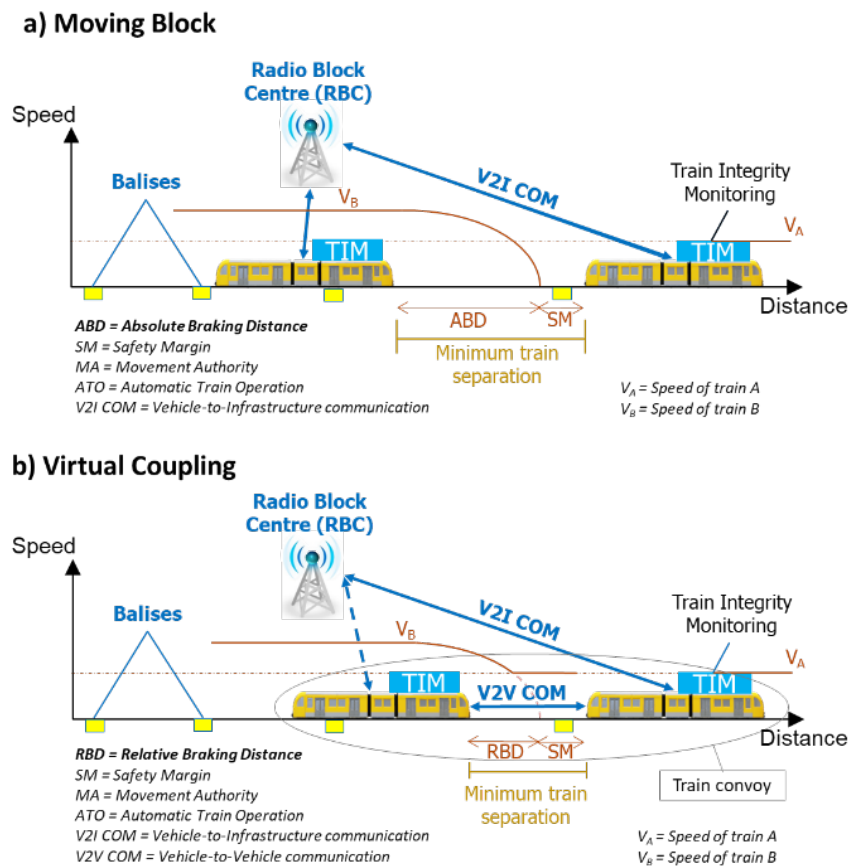 a) Moving Block
Radio Block
Centre (RBC)
Speed
Balises
V2I COM
Train Integrity
Monitoring
V_B
V_A
TIM
TIM
Distance
ABD
SM
Minimum train
separation
ABD = Absolute Braking Distance
SM = Safety Margin
MA = Movement Authority
ATO = Automatic Train Operation
V2I COM = Vehicle-to-Infrastructure communication
V_A = Speed of train A
V_B = Speed of train B
b) Virtual Coupling
Radio Block
Centre (RBC)
Speed
Balises
V2I COM
Train Integrity
Monitoring
V_B
V_A
TIM
V2V COM
TIM
Distance
RBD
SM
Minimum train
separation
Train convoy
RBD = Relative Braking Distance
SM = Safety Margin
MA = Movement Authority
ATO = Automatic Train Operation
V2I COM = Vehicle-to-Infrastructure communication
V2V COM = Vehicle-to-Vehicle communication
V_A = Speed of train A
V_B = Speed of train B